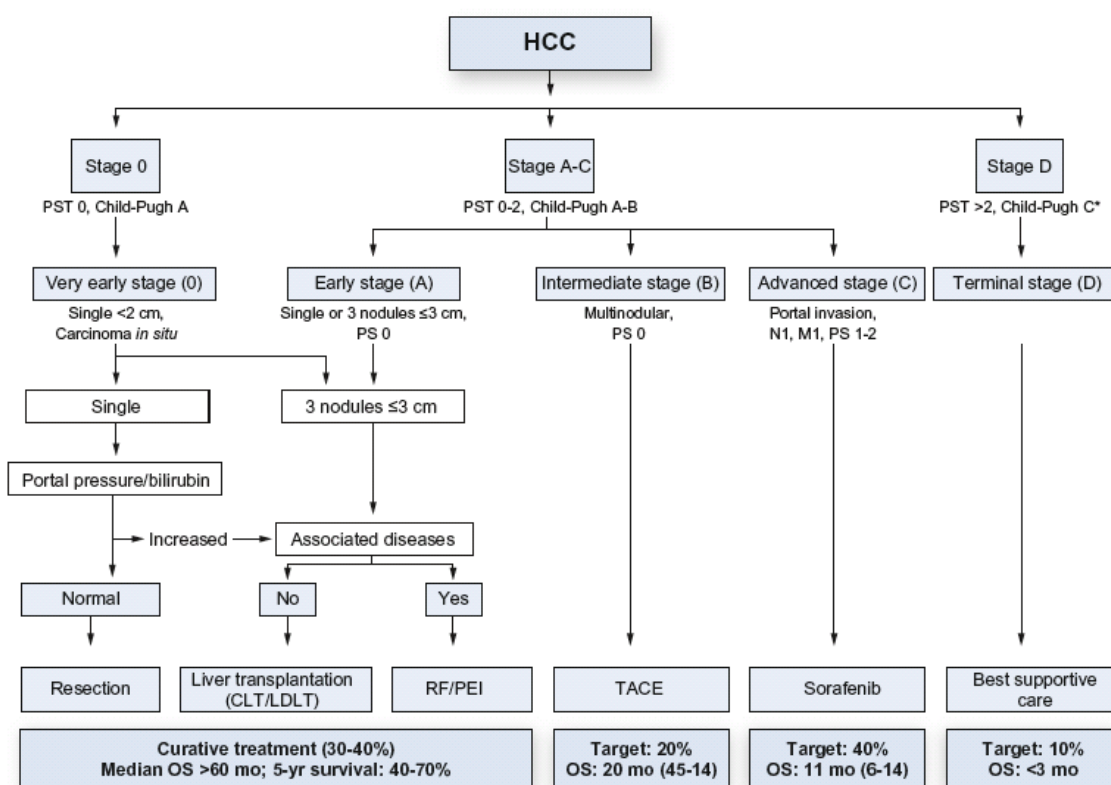 HCC
Stage 0
Stage A-C
Stage D
PST 0, Child-Pugh A
PST 0-2, Child-Pugh A-B
PST >2, Child-Pugh C*
Very early stage (0)
Early stage (A)
Intermediate stage (B)
Advanced stage (C)
Terminal stage (D)
Single <2 cm,
Carcinoma in situ
Single or 3 nodules ≤3 cm,
PS 0
Multinodular,
PS 0
Portal invasion,
N1, M1, PS 1-2
Single
3 nodules ≤3 cm
Portal pressure/bilirubin
Increased
Associated diseases
Normal
No
Yes
Resection
Liver transplantation
(CLT/LDLT)
RF/PEI
TACE
Sorafenib
Best supportive
care
Curative treatment (30-40%)
Median OS >60 mo; 5-yr survival: 40-70%
Target: 20%
OS: 20 mo (45-14)
Target: 40%
OS: 11 mo (6-14)
Target: 10%
OS: <3 mo